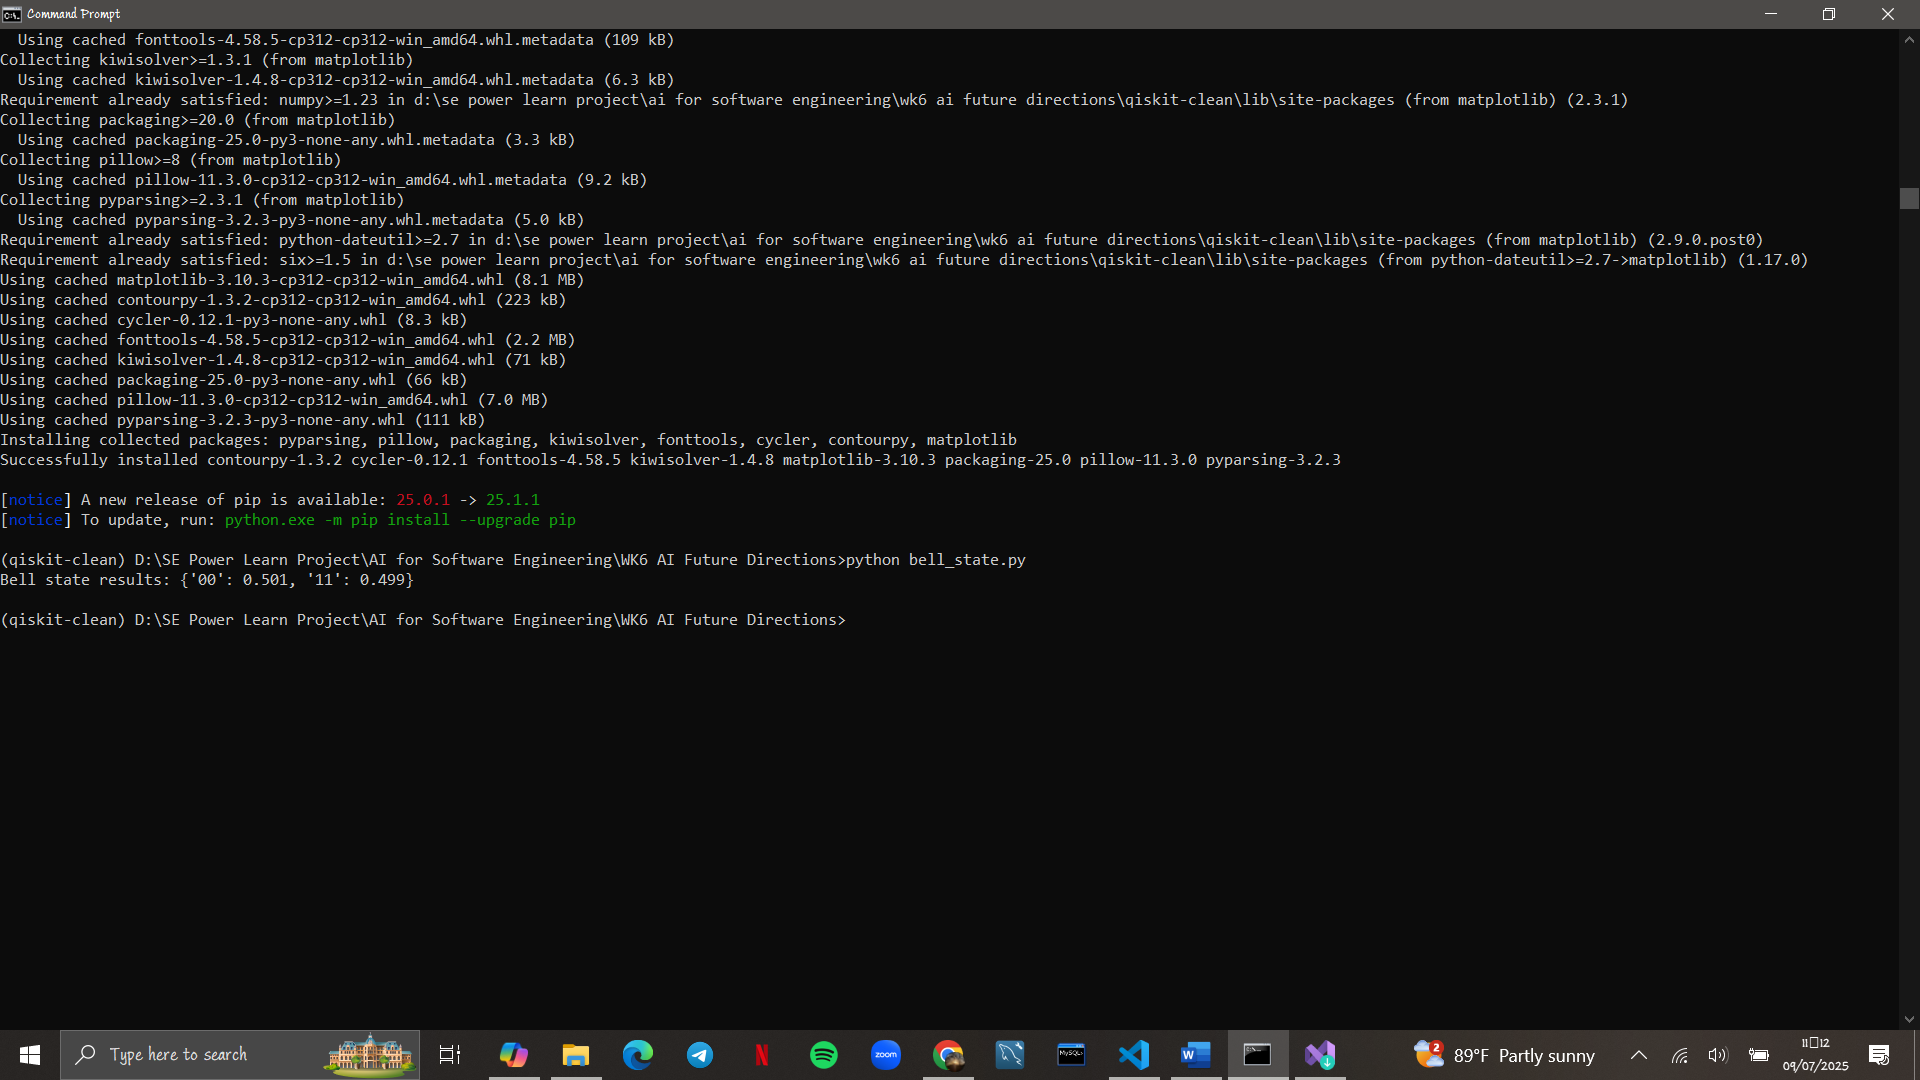 Command Prompt
Using cached fonttools-4.58.5-cp312-cp312-win_amd64.whl.metadata (109 kB)
Collecting kiwisolver>=1.3.1 (from matplotlib)
Using cached kiwisolver-1.4.8-cp312-cp312-win_amd64.whl.metadata (6.3 kB)
Requirement already satisfied: numpy>=1.23 in d:\se power learn project\ai for software engineering\wk6 ai future directions\qiskit-clean\lib\site-packages (from matplotlib) (2.3.1)
Collecting packaging>=20.0 (from matplotlib)
Using cached packaging-25.0-py3-none-any.whl.metadata (3.3 kB)
Collecting pillow>=8 (from matplotlib)
Using cached pillow-11.3.0-cp312-cp312-win_amd64.whl.metadata (9.2 kB)
Collecting pyparsing>=2.3.1 (from matplotlib)
Using cached pyparsing-3.2.3-py3-none-any.whl.metadata (5.0 kB)
Requirement already satisfied: python-dateutil>=2.7 in d:\se power learn project\ai for software engineering\wk6 ai future directions\qiskit-clean\lib\site-packages (from matplotlib) (2.9.0.post0)
Requirement already satisfied: six>=1.5 in d:\se power learn project\ai for software engineering\wk6 ai future directions\qiskit-clean\lib\site-packages (from python-dateutil>=2.7->matplotlib) (1.17.0)
Using cached matplotlib-3.10.3-cp312-cp312-win_amd64.whl (8.1 MB)
Using cached contourpy-1.3.2-cp312-cp312-win_amd64.whl (223 kB)
Using cached cycler-0.12.1-py3-none-any.whl (8.3 kB)
Using cached fonttools-4.58.5-cp312-cp312-win_amd64.whl (2.2 MB)
Using cached kiwisolver-1.4.8-cp312-cp312-win_amd64.whl (71 kB)
Using cached packaging-25.0-py3-none-any.whl (66 kB)
Using cached pillow-11.3.0-cp312-cp312-win_amd64.whl (7.0 MB)
Using cached pyparsing-3.2.3-py3-none-any.whl (111 kB)
Installing collected packages: pyparsing, pillow, packaging, kiwisolver, fonttools, cycler, contourpy, matplotlib
Successfully installed contourpy-1.3.2 cycler-0.12.1 fonttools-4.58.5 kiwisolver-1.4.8 matplotlib-3.10.3 packaging-25.0 pillow-11.3.0 pyparsing-3.2.3
[notice] A new release of pip is available: 25.0.1 -> 25.1.1
[notice] To update, run: python.exe -m pip install --upgrade pip
(qiskit-clean) D:\SE Power Learn Project\AI for Software Engineering\WK6 AI Future Directions>python bell_state.py
Bell state results: {'00': 0.501, '11': 0.499}
(qiskit-clean) D:\SE Power Learn Project\AI for Software Engineering\WK6 AI Future Directions>
Type here to search
zoom
MySQL
2
89°F Partly sunny
11▯12
09/07/2025